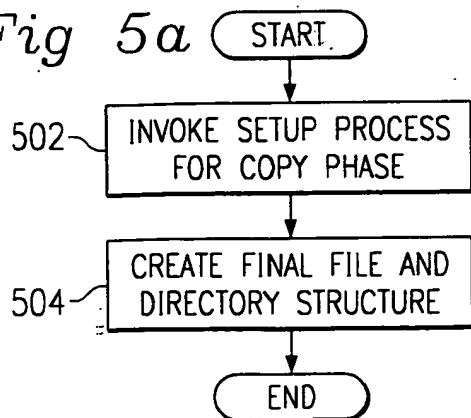 Fig 5a
START
502
INVOKE SETUP PROCESS
FOR COPY PHASE
504
CREATE FINAL FILE AND
DIRECTORY STRUCTURE
END